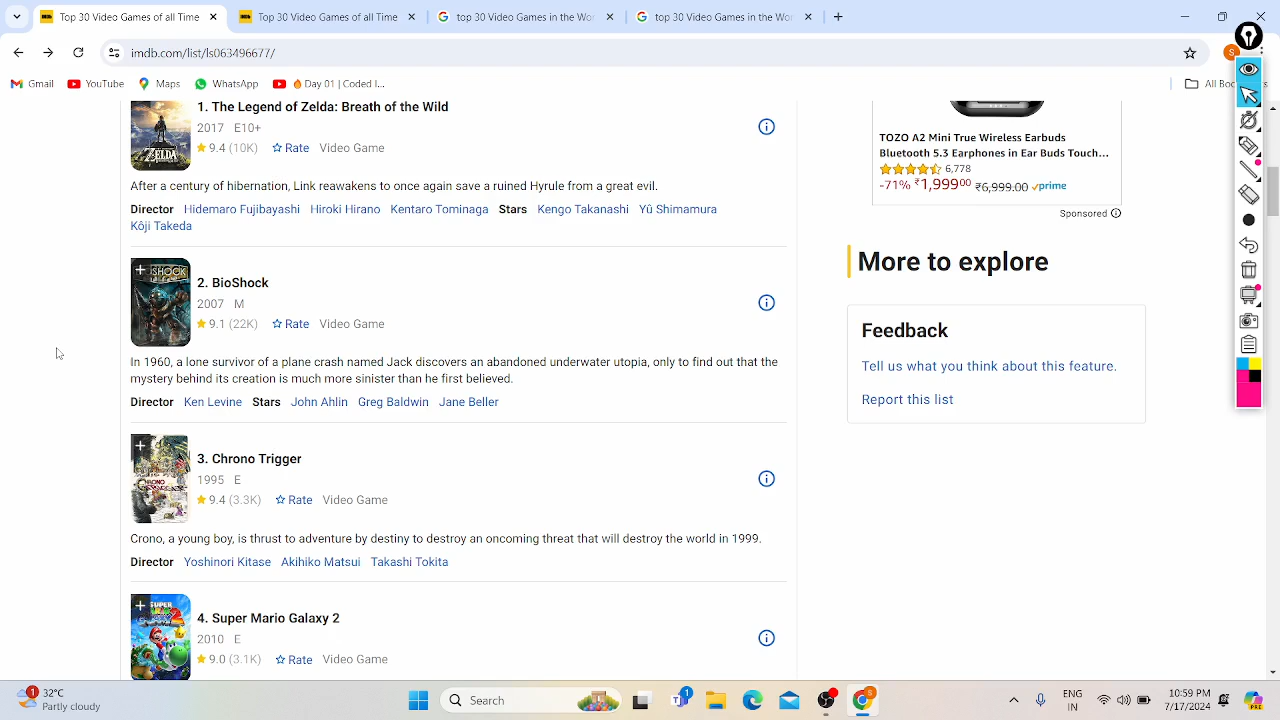 Top 30 Video Games of all Time
Top 30 Video Games of all Time
top 30 Video Games in the Wor
top 30 Video Games in the Wor
imdb.com/list/ls063496677/
Gmail
YouTube
Maps
WhatsApp
Day 01 | Coded I...
1. The Legend of Zelda: Breath of the Wild
2017 E10+
9.4 (10K) Rate Video Game
After a century of hibernation, Link reawakens to once again save a ruined Hyrule from a great evil.
Director Hidemaro Fujibayashi Hiroki Hirano Kentaro Tominaga Stars Kengo Takanashi Yû Shimamura
Kôji Takeda
2. BioShock
2007 M
9.1 (22K) Rate Video Game
In 1960, a lone survivor of a plane crash named Jack discovers an abandoned underwater utopia, only to find out that the
mystery behind its creation is much more sinister than he first believed.
Director Ken Levine Stars John Ahlin Greg Baldwin Jane Beller
3. Chrono Trigger
1995 E
9.4 (3.3K) Rate Video Game
Crono, a young boy, is thrust to adventure by destiny to destroy an oncoming threat that will destroy the world in 1999.
Director Yoshinori Kitase Akihiko Matsui Takashi Tokita
4. Super Mario Galaxy 2
2010 E
9.0 (3.1K) Rate Video Game
TOZO A2 Mini True Wireless Earbuds
Bluetooth 5.3 Earphones in Ear Buds Touch...
6,778
-71% ₹1,999⁰⁰ ₹6,999.00 prime
Sponsored
More to explore
Feedback
Tell us what you think about this feature.
Report this list
1
32°C
Partly cloudy
Search
1
S
ENG
IN
10:59 PM
7/17/2024